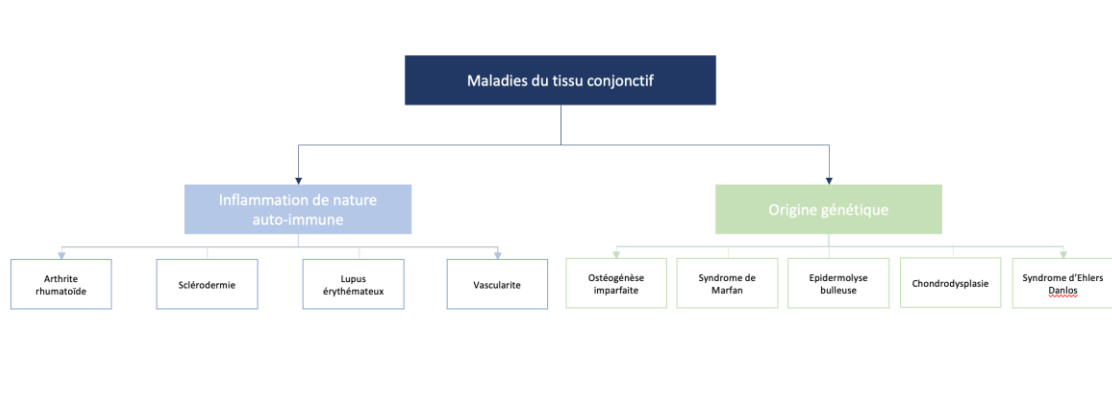 Maladies du tissu conjonctif
Inflammation de nature
auto-immune
Origine génétique
Arthrite
rhumatoïde
Sclérodermie
Lupus
érythémateux
Vascularite
Ostéogénèse
imparfaite
Syndrome de
Marfan
Epidermolyse
bulleuse
Chondrodysplasie
Syndrome d'Ehlers
Danlos